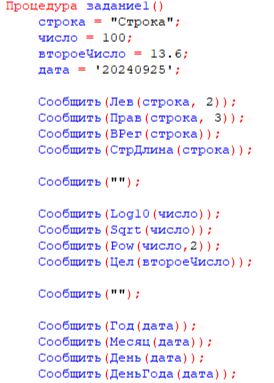 Процедура задание1()
строка = "Строка";
число = 100;
второеЧисло = 13.6;
дата = '20240925';
Сообщить(Лев(строка, 2));
Сообщить(Прав(строка, 3));
Сообщить(ВРег(строка));
Сообщить(СтрДлина(строка));
Сообщить("");
Сообщить(Log10(число));
Сообщить(Sqrt(число));
Сообщить(Pow(число,2));
Сообщить(Цел(второеЧисло));
Сообщить("");
Сообщить(Год(дата));
Сообщить(Месяц(дата));
Сообщить(День(дата));
Сообщить(ДеньГода(дата));